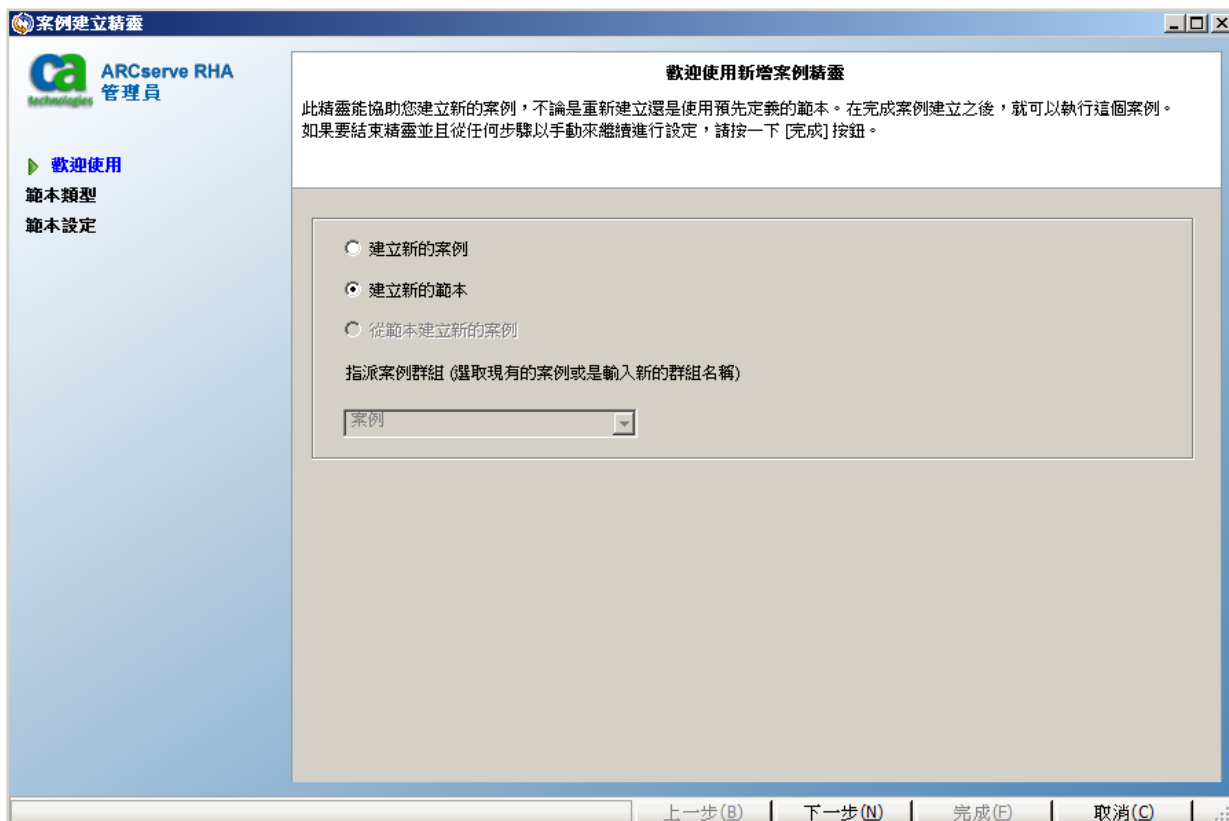 案例建立精靈
ca
technologies
ARCserve RHA
管理員
歡迎使用
範本類型
範本設定
歡迎使用新增案例精靈
此精靈能協助您建立新的案例，不論是重新建立還是使用預先定義的範本。在完成案例建立之後，就可以執行這個案例。
如果要結束精靈並且從任何步驟以手動來繼續進行設定，請按一下 [完成] 按鈕。
建立新的案例
建立新的範本
從範本建立新的案例
指派案例群組 (選取現有的案例或是輸入新的群組名稱)
案例
上一步(B)
下一步(N)
完成(F)
取消(C)